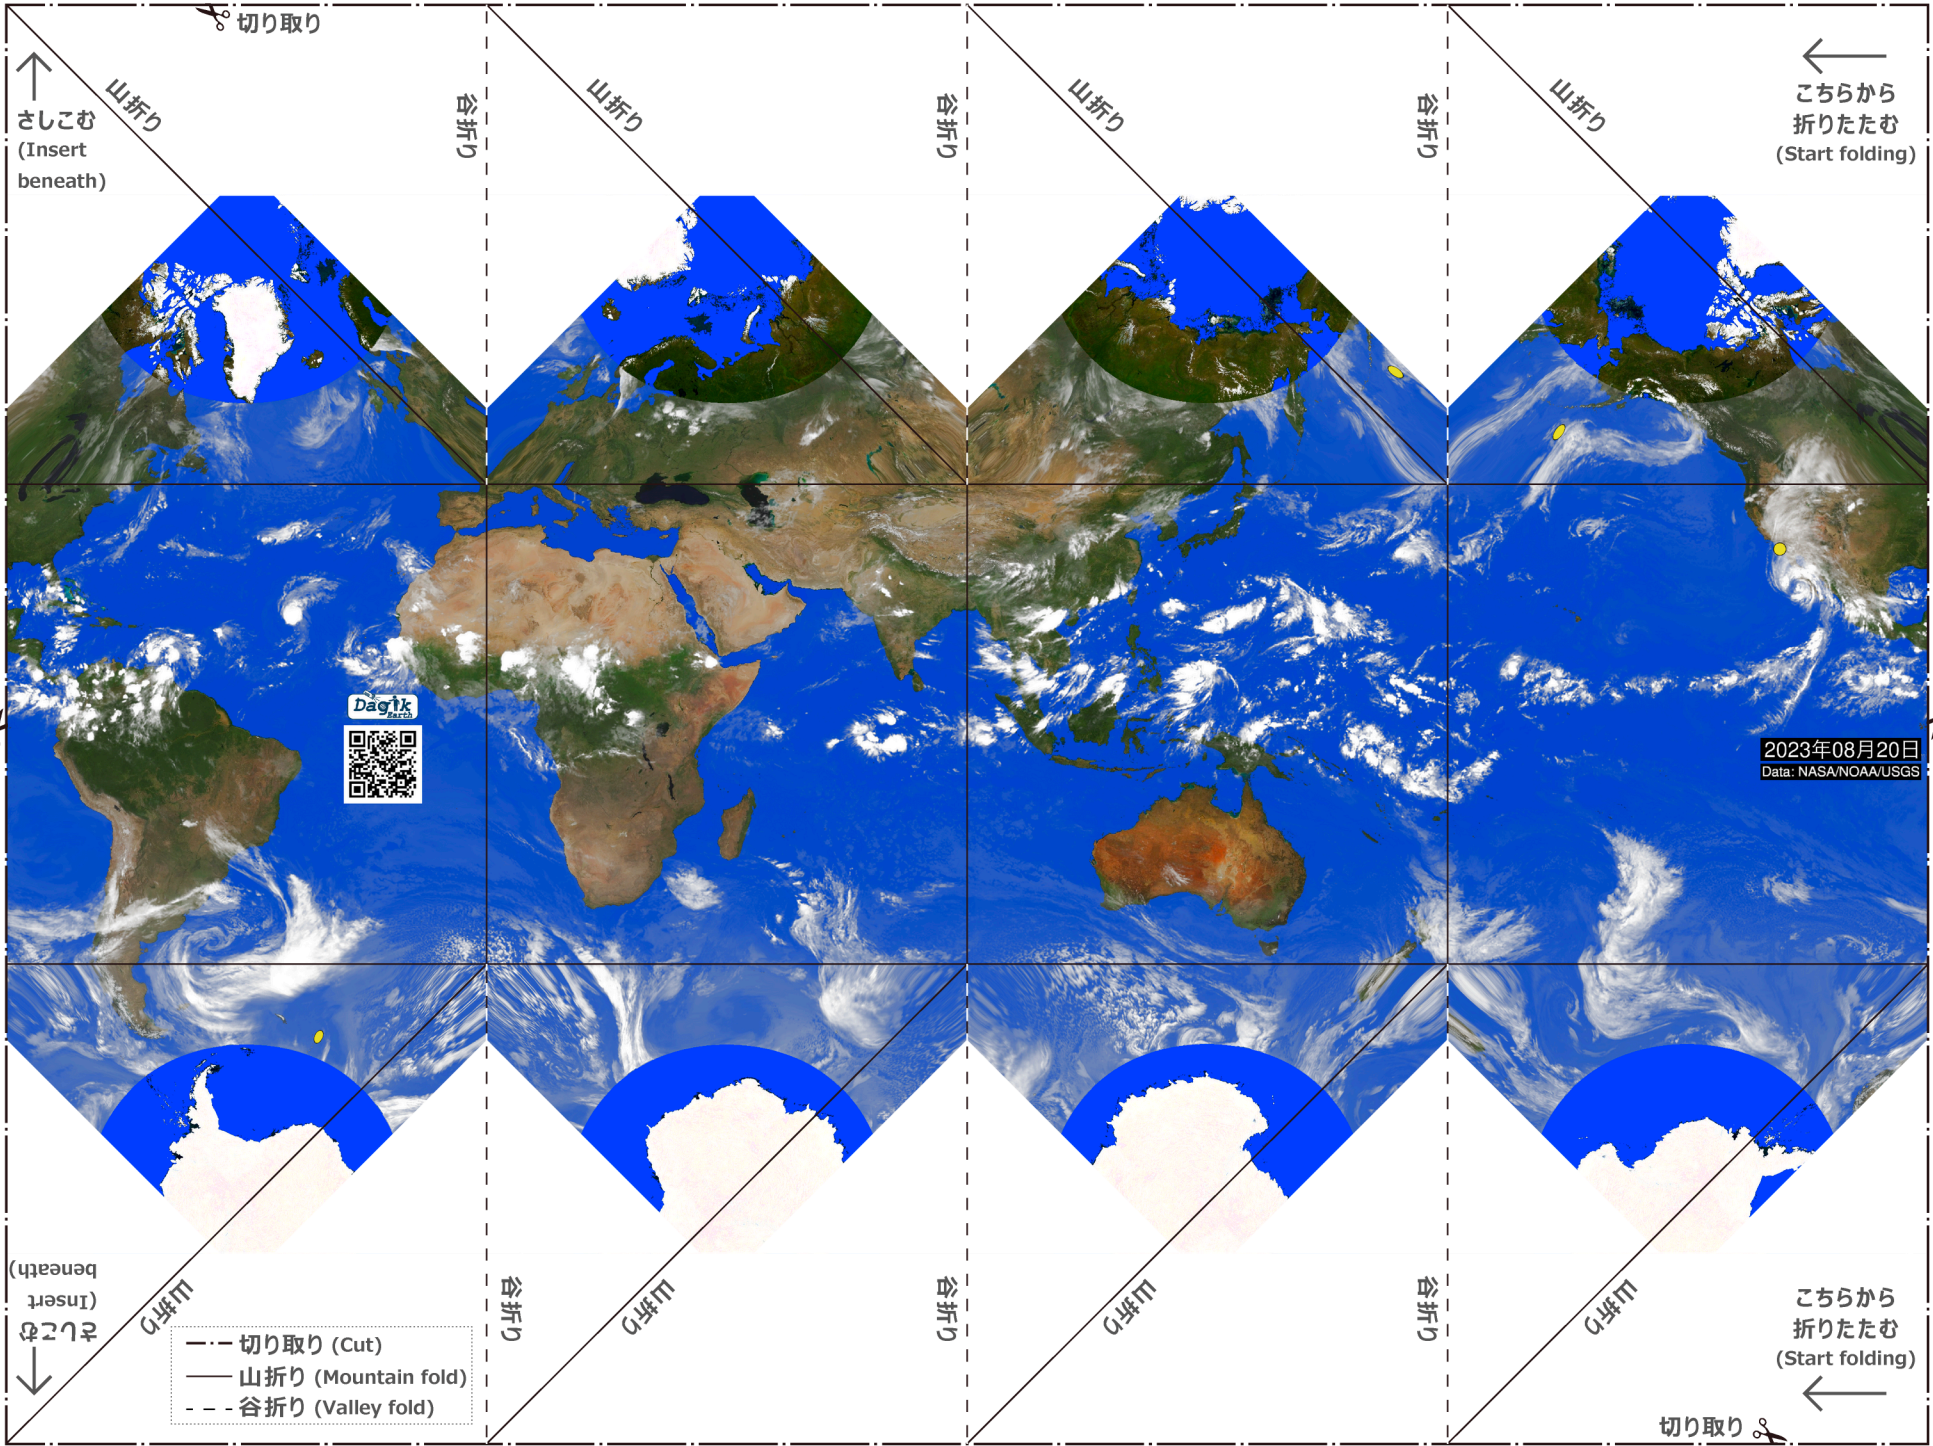 切り取り
山折り
谷折り
山折り
谷折り
山折り
谷折り
山折り
さしこむ
(Insert
beneath)
こちらから
折りたたむ
(Start folding)
Dagik
Earth
2023年08月20日
Data: NASA/NOAA/USGS
さしこむ
(Insert
beneath)
山折り
谷折り
山折り
谷折り
山折り
谷折り
山折り
こちらから
折りたたむ
(Start folding)
切り取り (Cut)
山折り (Mountain fold)
谷折り (Valley fold)
切り取り